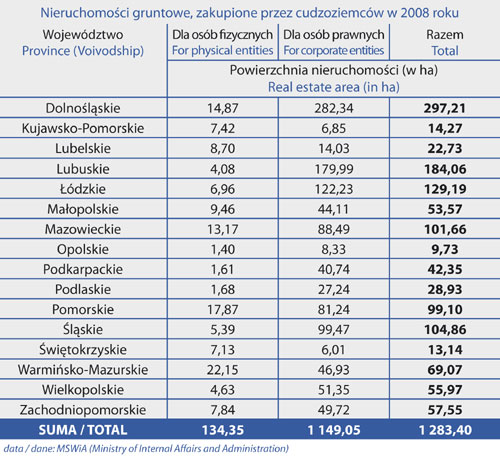 Nieruchomości gruntowe, zakupione przez cudzoziemców w 2008 roku
Województwo Dla osób fizycznych Dla osób prawnych Razem
Province (Voivodship) For physical entities For corporate entities Total
Powierzchnia nieruchomości (w ha)
Real estate area (in ha)
Dolnośląskie 14,87 282,34 297,21
Kujawsko-Pomorskie 7,42 6,85 14,27
Lubelskie 8,70 14,03 22,73
Lubuskie 4,08 179,99 184,06
Łódzkie 6,96 122,23 129,19
Małopolskie 9,46 44,11 53,57
Mazowieckie 13,17 88,49 101,66
Opolskie 1,40 8,33 9,73
Podkarpackie 1,61 40,74 42,35
Podlaskie 1,68 27,24 28,93
Pomorskie 17,87 81,24 99,10
Śląskie 5,39 99,47 104,86
Świętokrzyskie 7,13 6,01 13,14
Warmińsko-Mazurskie 22,15 46,93 69,07
Wielkopolskie 4,63 51,35 55,97
Zachodniopomorskie 7,84 49,72 57,55
SUMA / TOTAL 134,35 1 149,05 1 283,40
data / dane: MSWiA (Ministry of Internal Affairs and Administration)